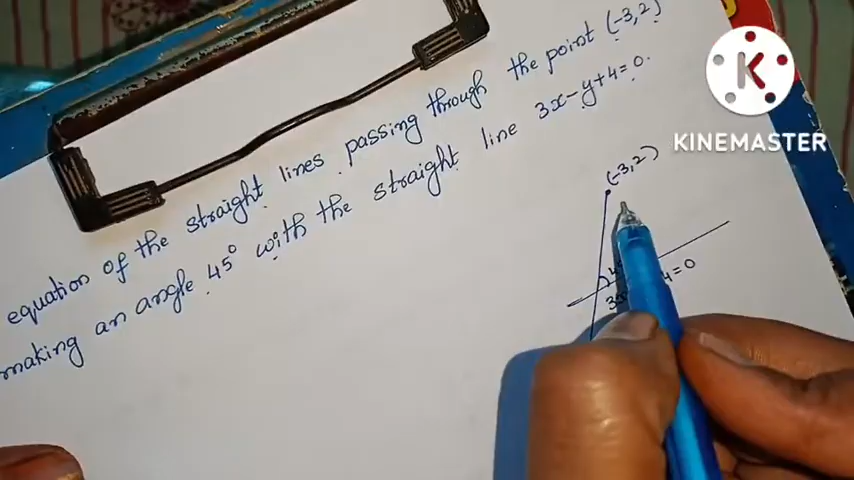 equation of the straight lines passing through the point (-3,2)
making an angle 45° with the straight line 3x-y+4=0.
(-3,2)
4=0
KINEMASTER